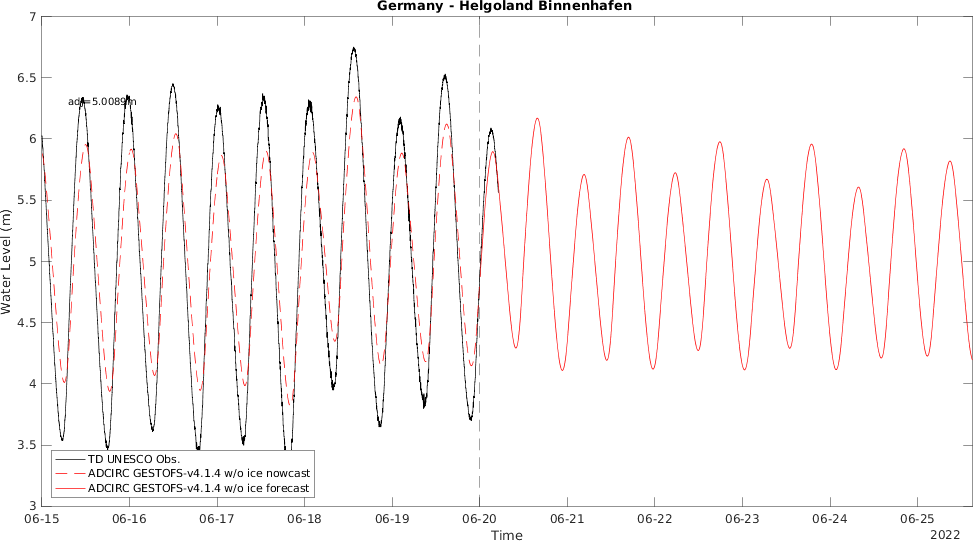 Germany - Helgoland Binnenhafen
7
6.5
6
5.5
5
4.5
4
3.5
3
Water Level (m)
adj=5.0089m
TD UNESCO Obs.
ADCIRC GESTOFS-v4.1.4 w/o ice nowcast
ADCIRC GESTOFS-v4.1.4 w/o ice forecast
06-15 06-16 06-17 06-18 06-19 06-20 06-21 06-22 06-23 06-24 06-25
Time
2022